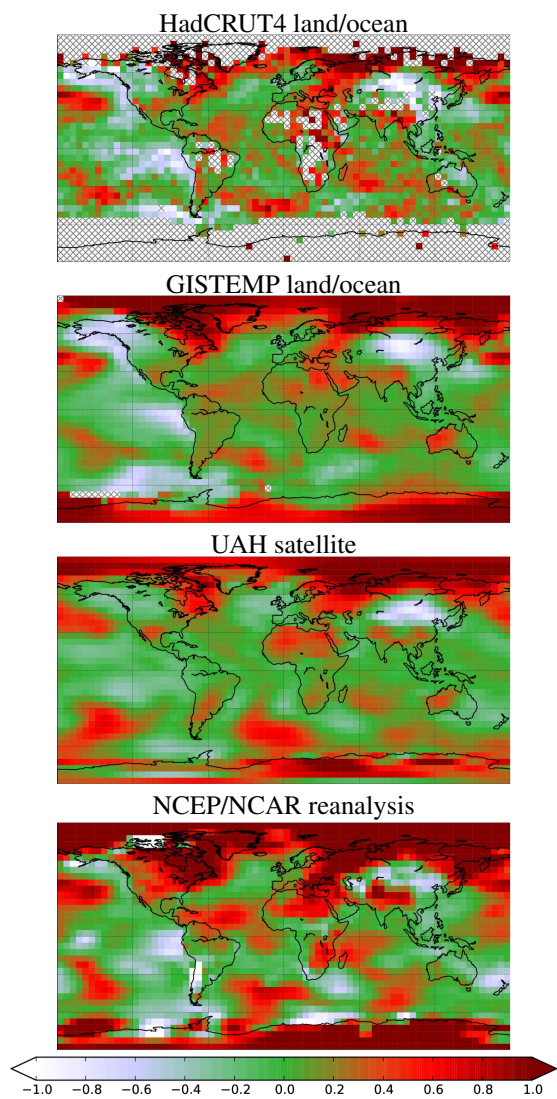 HadCRUT4 land/ocean
GISTEMP land/ocean
UAH satellite
NCEP/NCAR reanalysis
−1.0 −0.8 −0.6 −0.4 −0.2 0.0 0.2 0.4 0.6 0.8 1.0